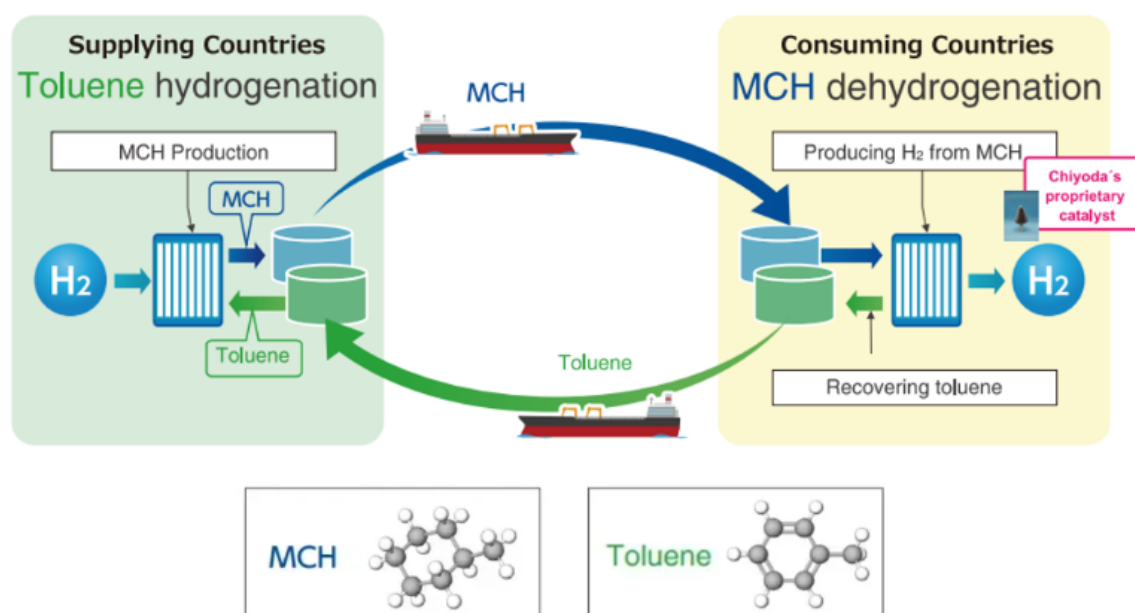 Supplying Countries
Toluene hydrogenation
MCH Production
MCH
H₂
Toluene
MCH
Toluene
Consuming Countries
MCH dehydrogenation
Producing H₂ from MCH
Chiyoda´s
proprietary
catalyst
H₂
Recovering toluene
MCH
Toluene